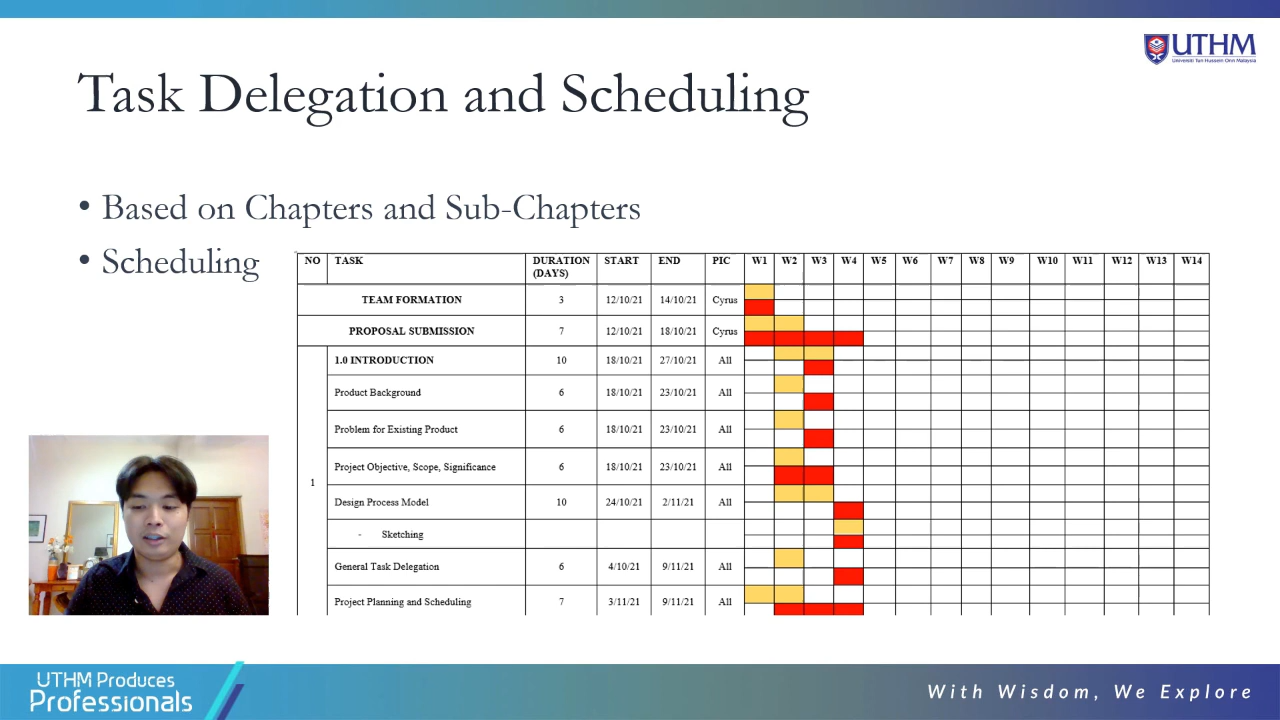 UTHM
Universiti Tun Hussein Onn Malaysia
Task Delegation and Scheduling
• Based on Chapters and Sub-Chapters
• Scheduling
NO TASK DURATION (DAYS) START END PIC W1 W2 W3 W4 W5 W6 W7 W8 W9 W10 W11 W12 W13 W14
TEAM FORMATION 3 12/10/21 14/10/21 Cyrus
PROPOSAL SUBMISSION 7 12/10/21 18/10/21 Cyrus
1
1.0 INTRODUCTION 10 18/10/21 27/10/21 All
Product Background 6 18/10/21 23/10/21 All
Problem for Existing Product 6 18/10/21 23/10/21 All
Project Objective, Scope, Significance 6 18/10/21 23/10/21 All
Design Process Model 10 24/10/21 2/11/21 All
- Sketching
General Task Delegation 6 4/10/21 9/11/21 All
Project Planning and Scheduling 7 3/11/21 9/11/21 All
UTHM Produces
Professionals
With Wisdom, We Explore